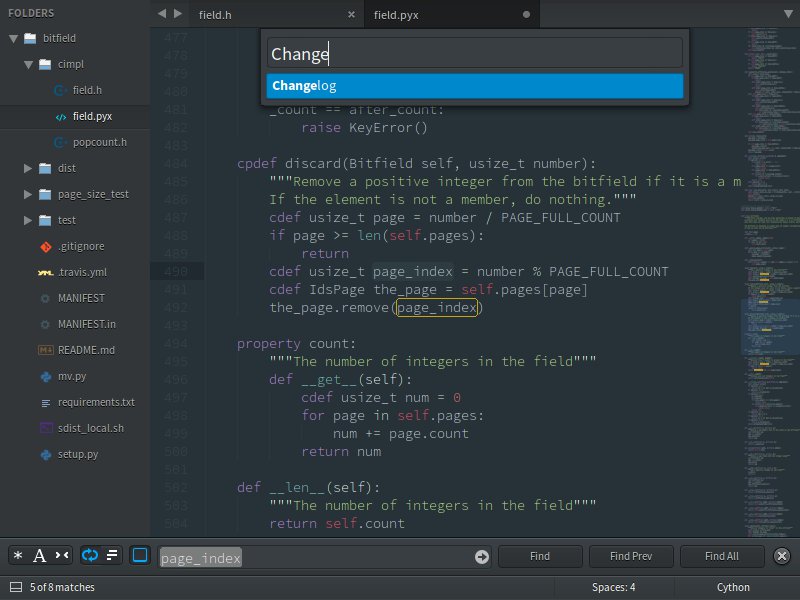 FOLDERS
bitfield
cimpl
field.h
field.pyx
popcount.h
dist
page_size_test
test
.gitignore
.travis.yml
MANIFEST
MANIFEST.in
README.md
mv.py
requirements.txt
sdist_local.sh
setup.py
field.h
field.pyx
Change
Changelog
477
478
479
480
481 _count == after_count:
482 raise KeyError()
483
484 cpdef discard(Bitfield self, usize_t number):
485 """Remove a positive integer from the bitfield if it is a m
486 If the element is not a member, do nothing."""
487 cdef usize_t page = number / PAGE_FULL_COUNT
488 if page >= len(self.pages):
489 return
490 cdef usize_t page_index = number % PAGE_FULL_COUNT
491 cdef IdsPage the_page = self.pages[page]
492 the_page.remove(page_index)
493
494 property count:
495 """The number of integers in the field"""
496 def __get__(self):
497 cdef usize_t num = 0
498 for page in self.pages:
499 num += page.count
500 return num
501
502 def __len__(self):
503 """The number of integers in the field"""
504 return self.count
page_index
Find
Find Prev
Find All
5 of 8 matches
Spaces: 4
Cython